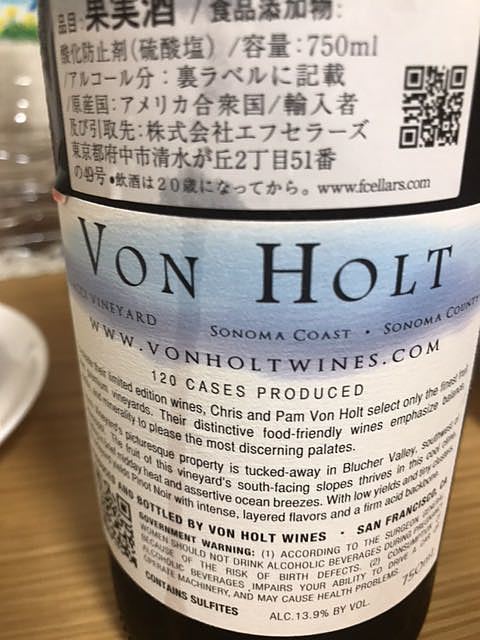 品目:果実酒 / 食品添加物:
酸化防止剤(硫酸塩) /容量:750ml
/アルコール分:裏ラベルに記載
/原産国:アメリカ合衆国/輸入者
及び引取先:株式会社エフセラーズ
東京都府中市清水が丘2丁目51番
の49号 ●飲酒は20歳になってから。 www.fcellars.com
VON HOLT
VINEYARD SONOMA COAST • SONOMA COUNTY
WWW.VONHOLTWINES.COM
120 CASES PRODUCED
their limited edition wines, Chris and Pam Von Holt select only the finest fruit
vineyards. Their distinctive food-friendly wines emphasize balance,
and minerality to please the most discerning palates.
picturesque property is tucked-away in Blucher Valley, southwest of
The fruit of this vineyard's south-facing slopes thrives in this cool clime,
midday heat and assertive ocean breezes. With low yields and tiny clusters
yields Pinot Noir with intense, layered flavors and a firm acid backbone.
AND BOTTLED BY VON HOLT WINES • SAN FRANCISCO, CA
GOVERNMENT WARNING: (1) ACCORDING TO THE SURGEON GENERAL,
WOMEN SHOULD NOT DRINK ALCOHOLIC BEVERAGES DURING PREGNANCY
BECAUSE OF THE RISK OF BIRTH DEFECTS. (2) CONSUMPTION OF
ALCOHOLIC BEVERAGES IMPAIRS YOUR ABILITY TO DRIVE A CAR OR
OPERATE MACHINERY, AND MAY CAUSE HEALTH PROBLEMS.
CONTAINS SULFITES ALC.13.9% BY VOL. 750mL